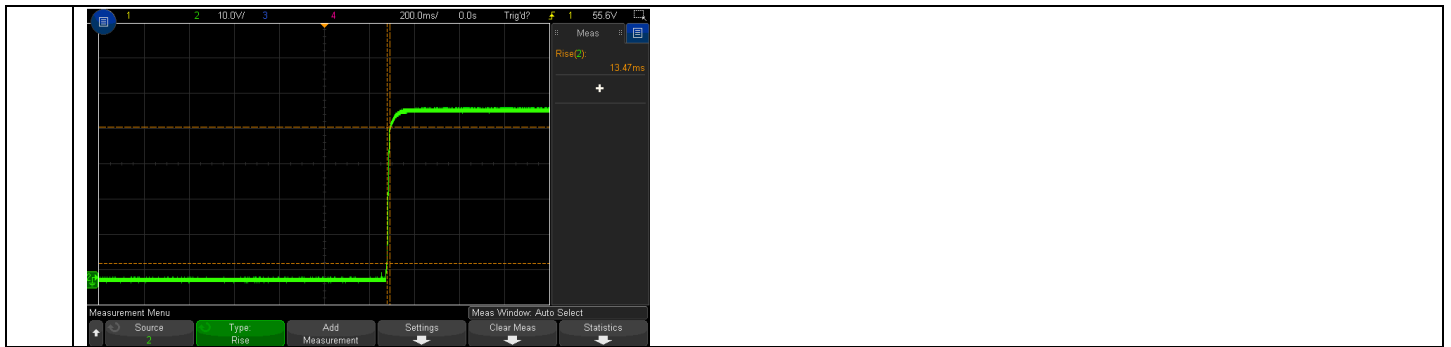 1 2 10.0V/ 3 4 200.0ms/ 0.0s Trig'd? 1 55.6V
Meas
Rise(2):
13.47ms
+
2
Measurement Menu
Meas Window: Auto Select
Source
2
Type:
Rise
Add
Measurement
Settings
Clear Meas
Statistics